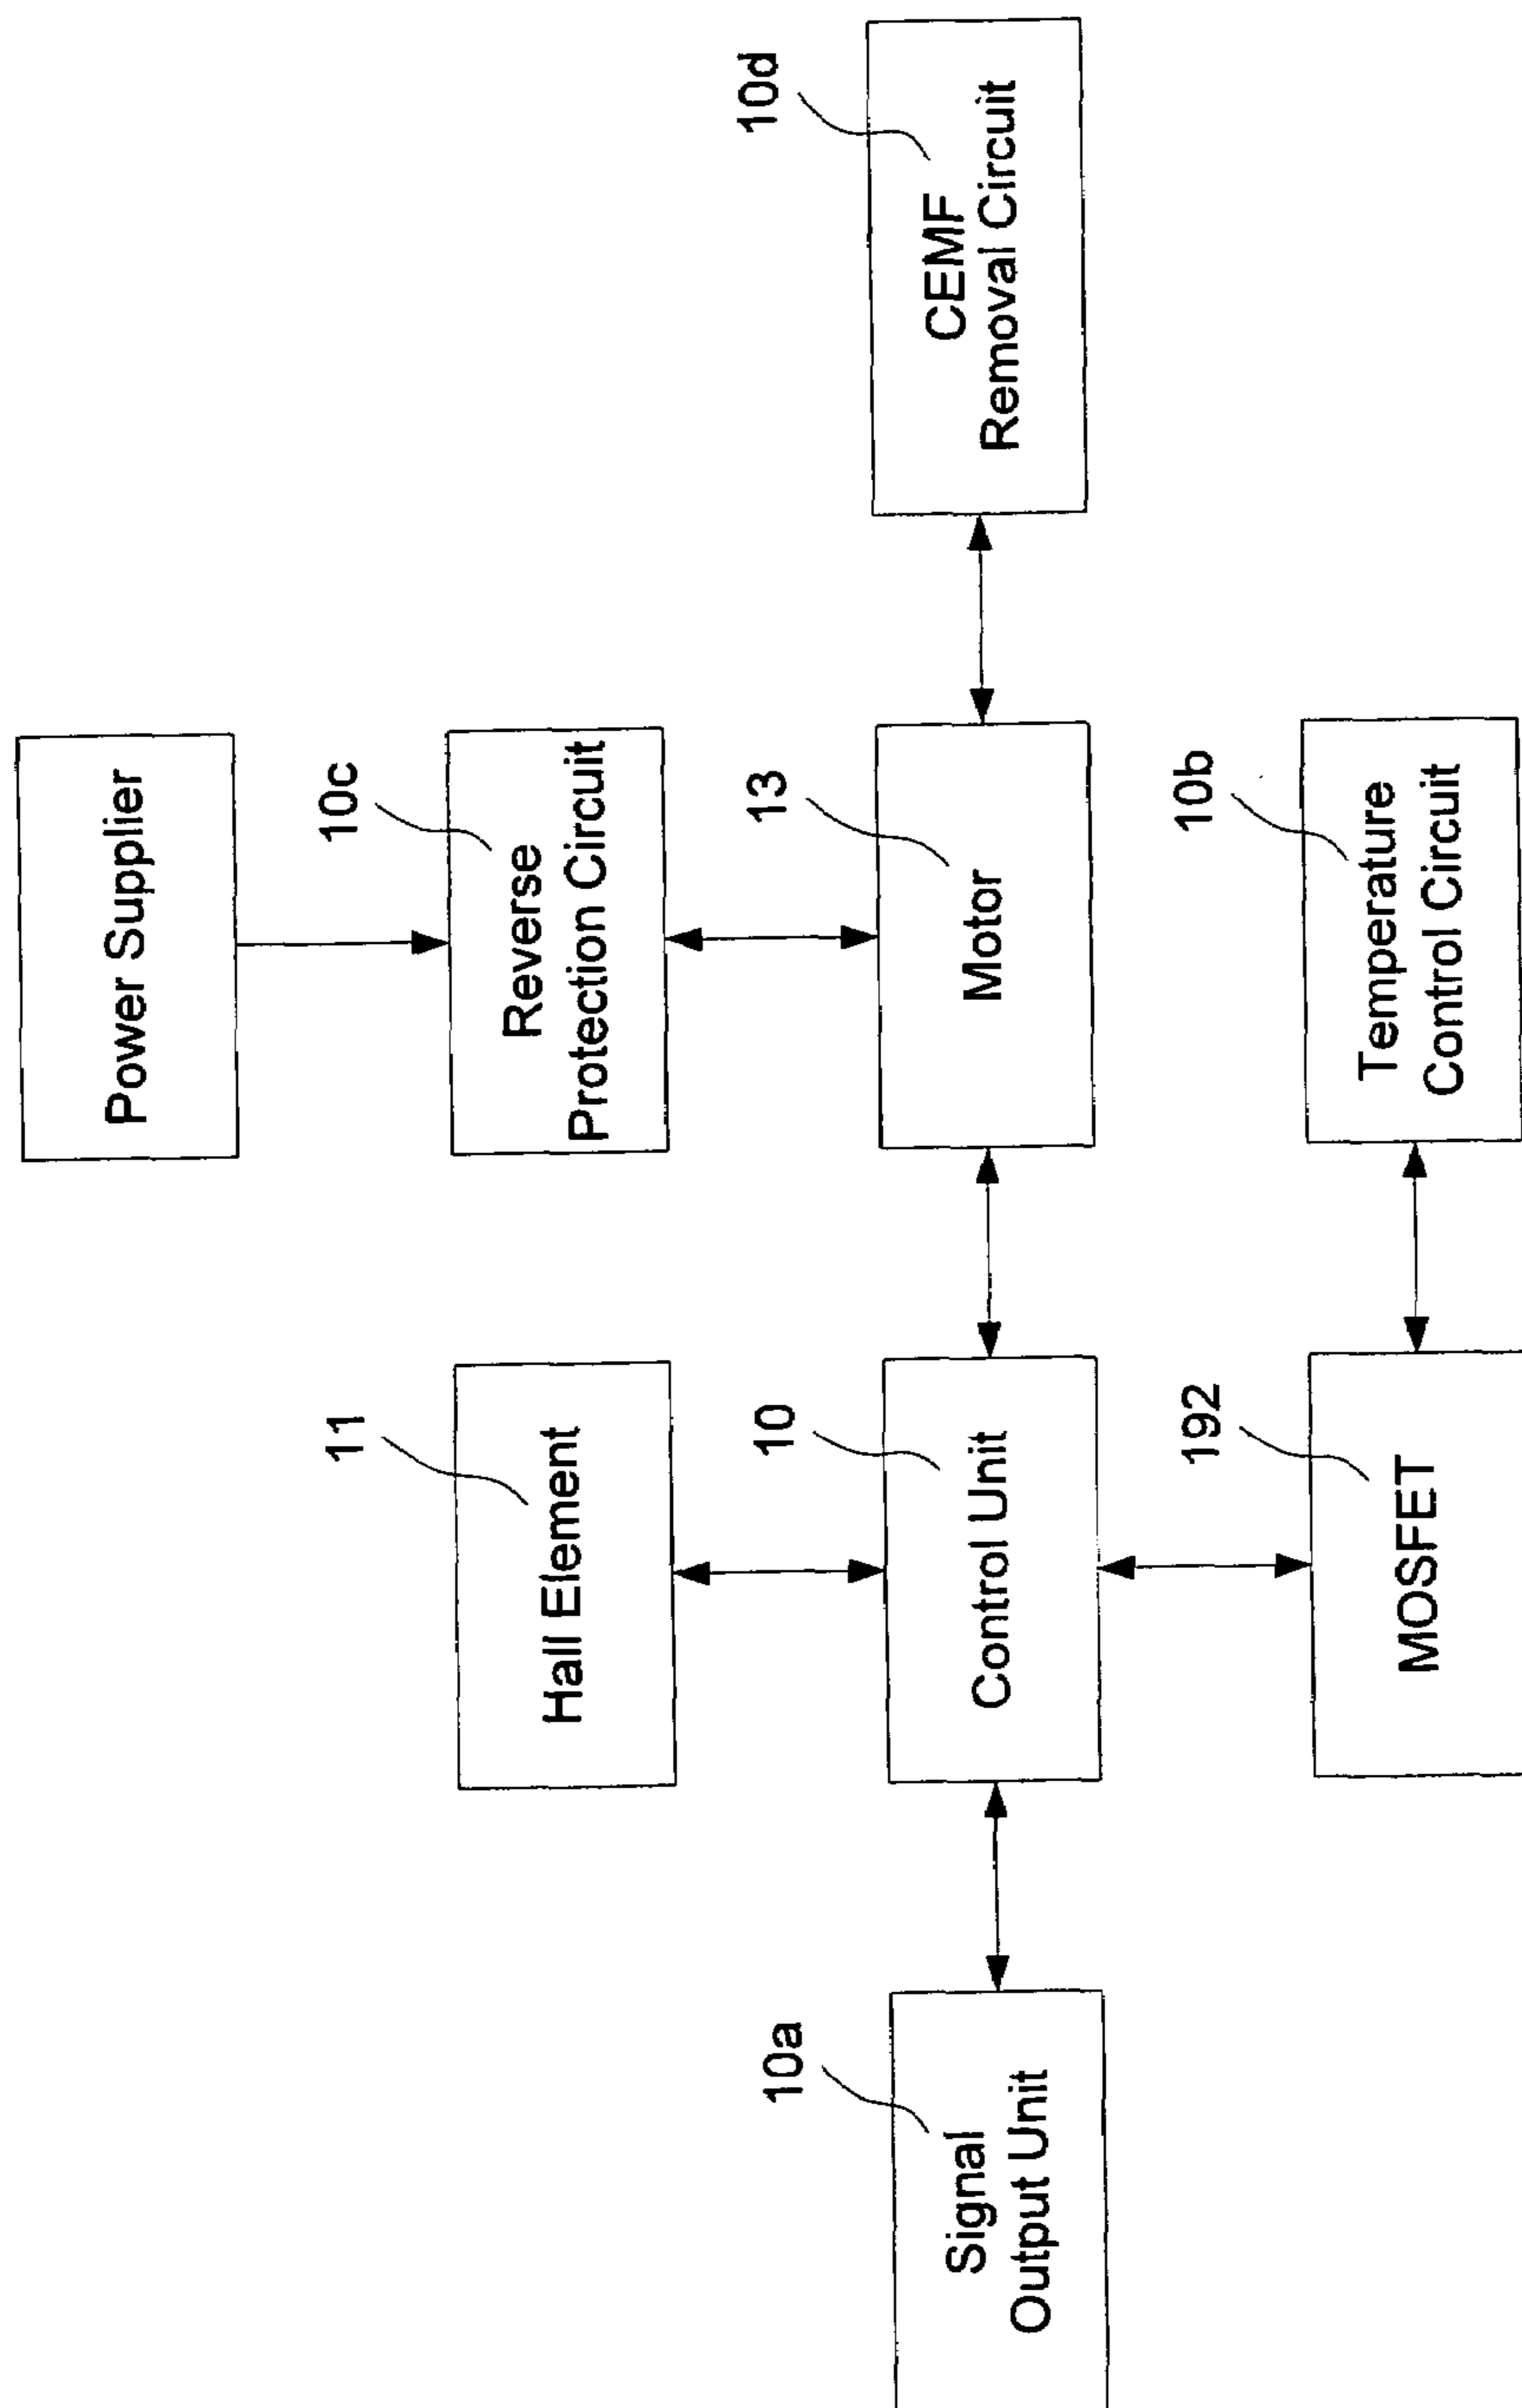 Power Supplier
10c
Reverse
Protection Circuit
11
Hall Element
10a
Signal
Output Unit
10
Control Unit
13
Motor
10d
CEMF
Removal Circuit
192
MOSFET
10b
Temperature
Control Circuit